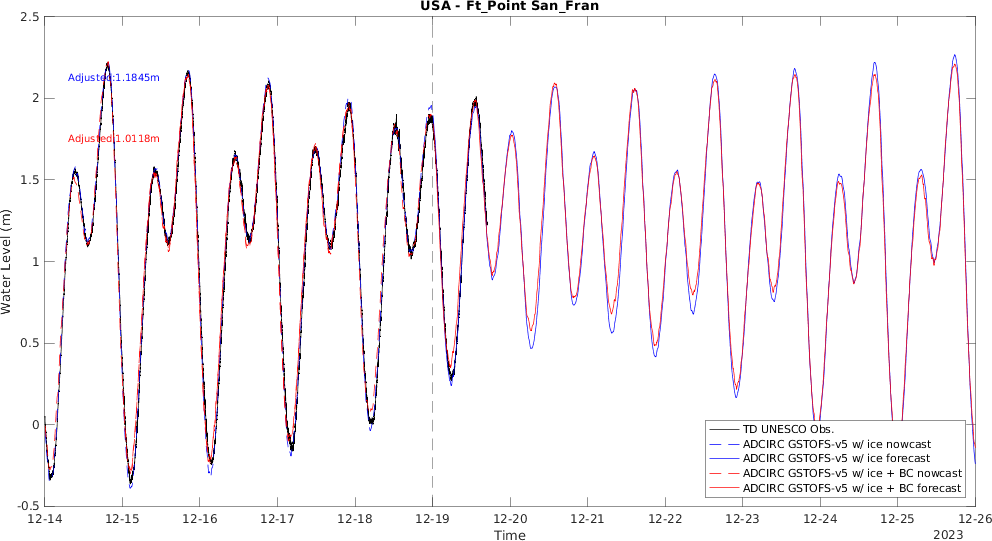 USA - Ft_Point San_Fran
Adjusted:1.1845m
Adjusted:1.0118m
Water Level (m)
2.5
2
1.5
1
0.5
0
-0.5
TD UNESCO Obs.
ADCIRC GSTOFS-v5 w/ ice nowcast
ADCIRC GSTOFS-v5 w/ ice forecast
ADCIRC GSTOFS-v5 w/ ice + BC nowcast
ADCIRC GSTOFS-v5 w/ ice + BC forecast
12-14 12-15 12-16 12-17 12-18 12-19 12-20 12-21 12-22 12-23 12-24 12-25 12-26
Time
2023